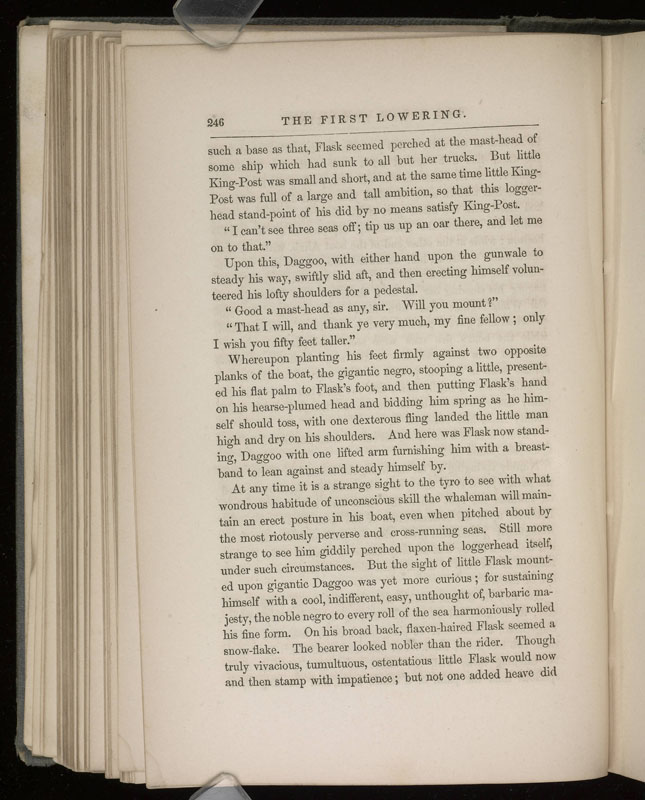 246 THE FIRST LOWERING.
such a base as that, Flask seemed perched at the mast-head of
some ship which had sunk to all but her trucks. But little
King-Post was small and short, and at the same time little King-
Post was full of a large and tall ambition, so that this logger-
head stand-point of his did by no means satisfy King-Post.
“I can't see three seas off; tip us up an oar there, and let me
on to that.”
Upon this, Daggoo, with either hand upon the gunwale to
steady his way, swiftly slid aft, and then erecting himself volun-
teered his lofty shoulders for a pedestal.
“Good a mast-head as any, sir. Will you mount?”
“That I will, and thank ye very much, my fine fellow; only
I wish you fifty feet taller.”
Whereupon planting his feet firmly against two opposite
planks of the boat, the gigantic negro, stooping a little, present-
ed his flat palm to Flask's foot, and then putting Flask's hand
on his hearse-plumed head and bidding him spring as he him-
self should toss, with one dexterous fling landed the little man
high and dry on his shoulders. And here was Flask now stand-
ing, Daggoo with one lifted arm furnishing him with a breast-
band to lean against and steady himself by.
At any time it is a strange sight to the tyro to see with what
wondrous habitude of unconscious skill the whaleman will main-
tain an erect posture in his boat, even when pitched about by
the most riotously perverse and cross-running seas. Still more
strange to see him giddily perched upon the loggerhead itself,
under such circumstances. But the sight of little Flask mount-
ed upon gigantic Daggoo was yet more curious; for sustaining
himself with a cool, indifferent, easy, unthought of, barbaric ma-
jesty, the noble negro to every roll of the sea harmoniously rolled
his fine form. On his broad back, flaxen-haired Flask seemed a
snow-flake. The bearer looked nobler than the rider. Though
truly vivacious, tumultuous, ostentatious little Flask would now
and then stamp with impatience; but not one added heave did